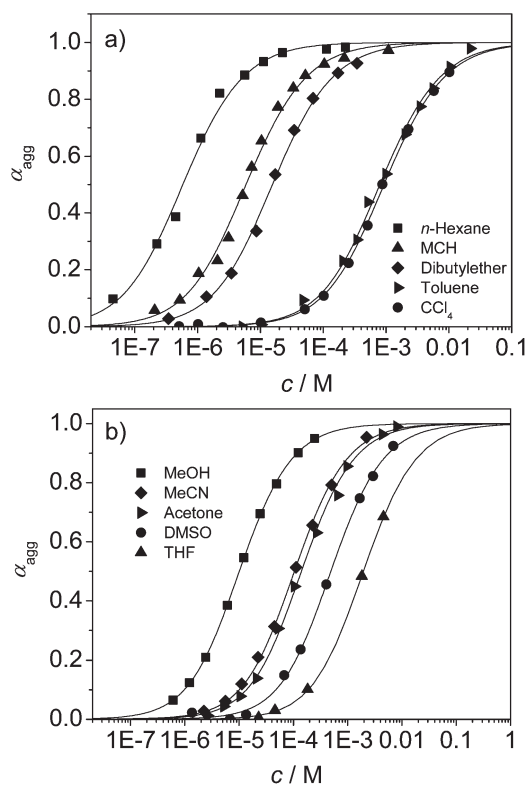 a)
α_agg
1.0
0.8
0.6
0.4
0.2
0.0
n-Hexane
MCH
Dibutylether
Toluene
CCl₄
1E-7 1E-6 1E-5 1E-4 1E-3 0.01 0.1
c / M
b)
α_agg
1.0
0.8
0.6
0.4
0.2
0.0
MeOH
MeCN
Acetone
DMSO
THF
1E-7 1E-6 1E-5 1E-4 1E-3 0.01 0.1 1
c / M